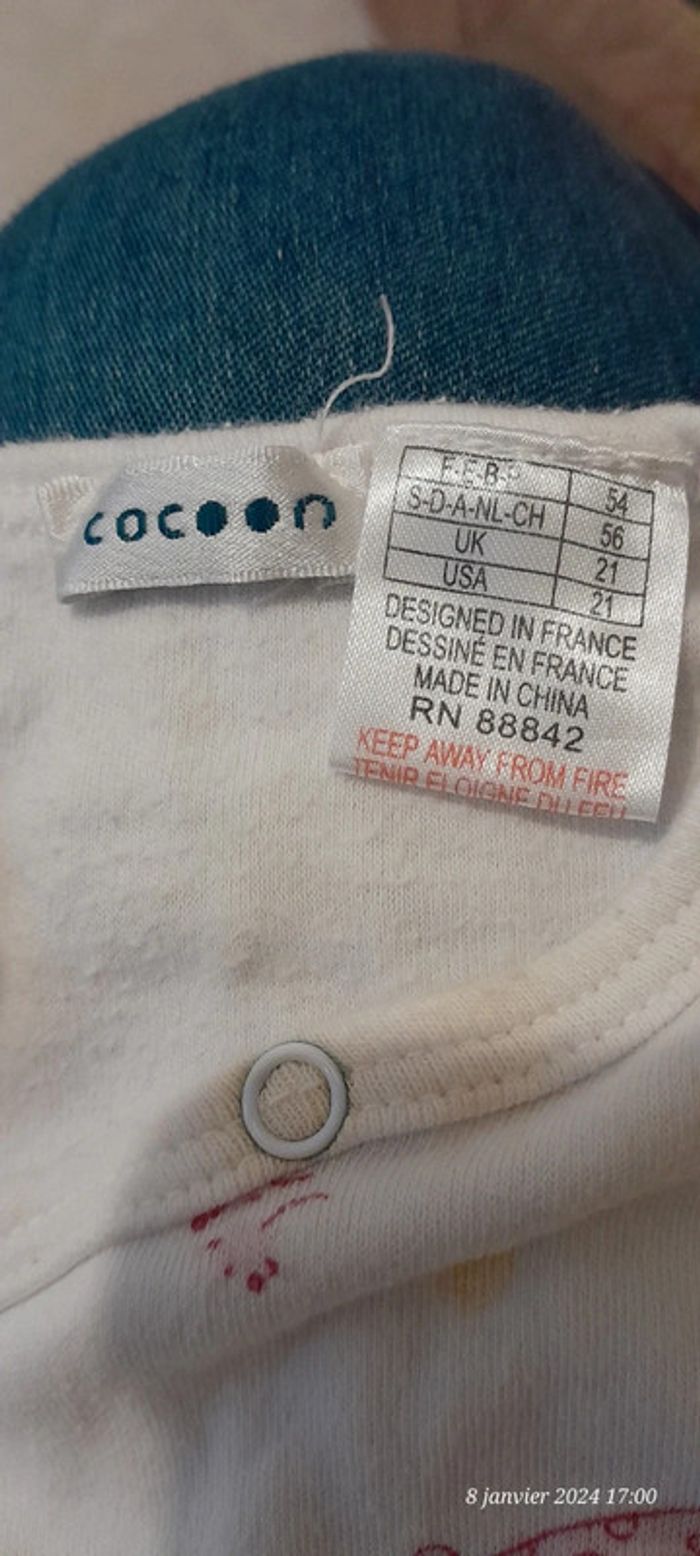 cocoon
F-E-B-P 54
S-D-A-NL-CH 56
UK 21
USA 21
DESIGNED IN FRANCE
DESSINÉ EN FRANCE
MADE IN CHINA
RN 88842
KEEP AWAY FROM FIRE
TENIR ELOIGNE DU FEU
8 janvier 2024 17:00